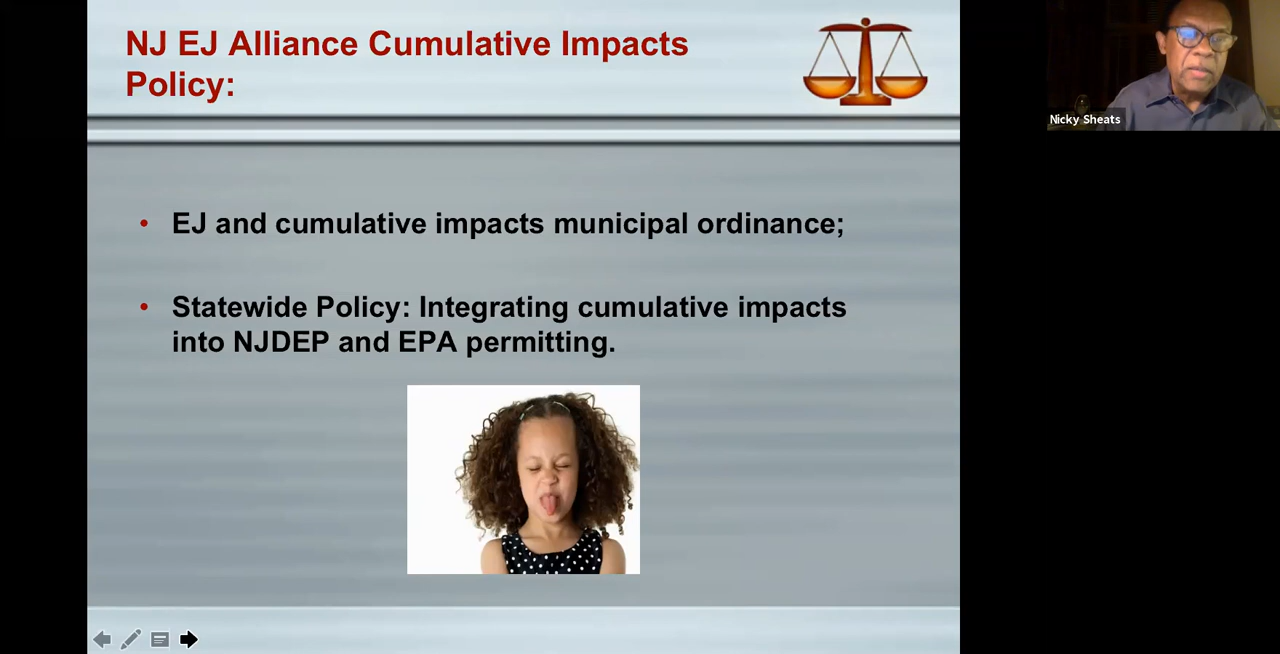 NJ EJ Alliance Cumulative Impacts
Policy:
• EJ and cumulative impacts municipal ordinance;
• Statewide Policy: Integrating cumulative impacts
into NJDEP and EPA permitting.
Nicky Sheats